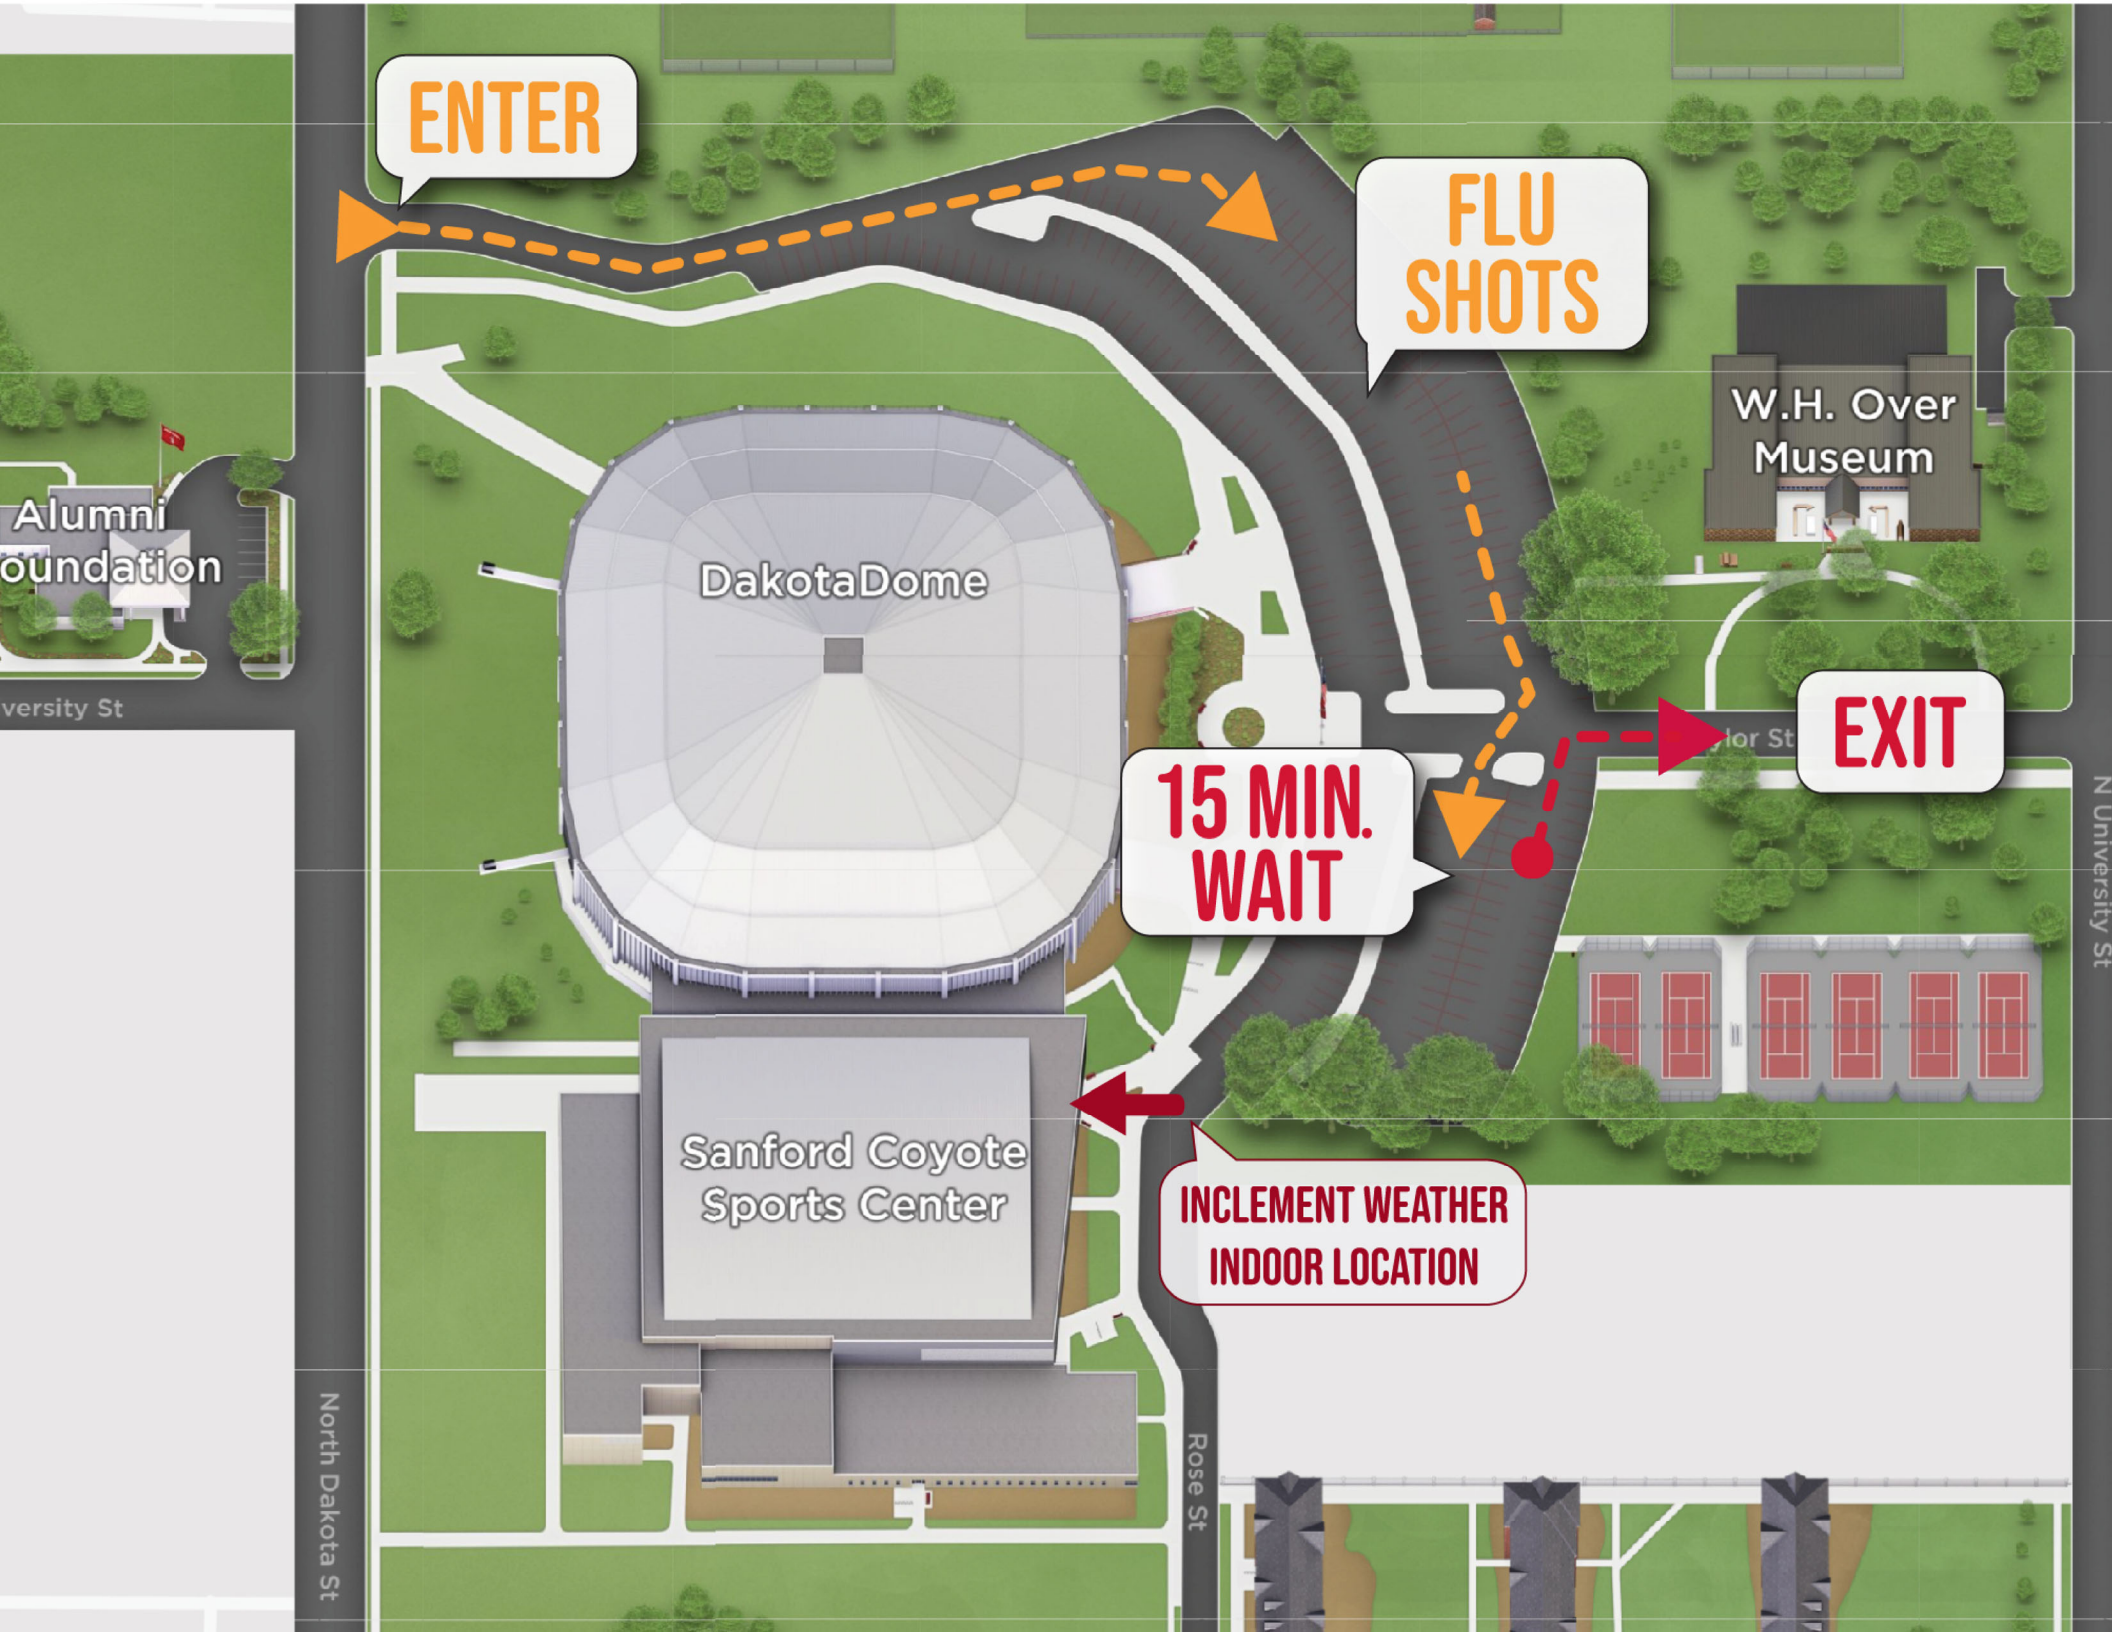 ENTER
FLU
SHOTS
W.H. Over
Museum
Alumni
oundation
DakotaDome
versity St
EXIT
lor St
15 MIN.
WAIT
N University St
Sanford Coyote
Sports Center
INCLEMENT WEATHER
INDOOR LOCATION
North Dakota St
Rose St